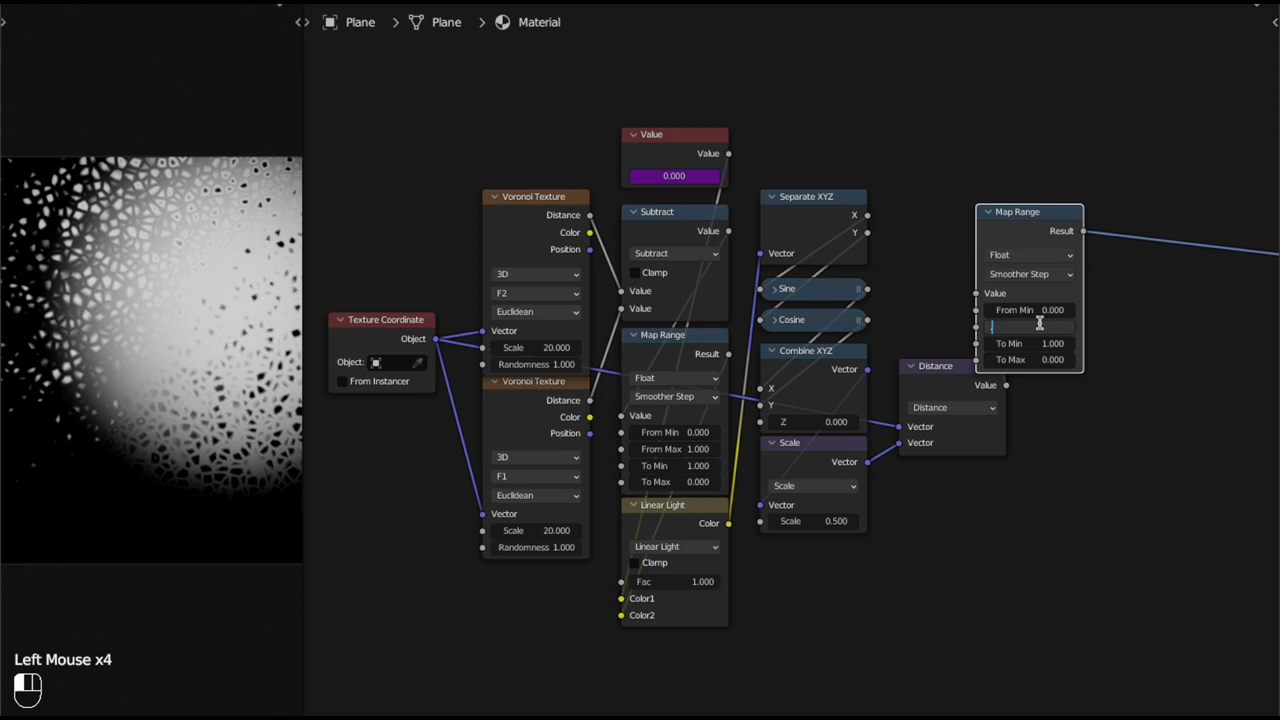 Plane > Plane > Material
Texture Coordinate
Object
Object:
From Instancer
Voronoi Texture
Distance
Color
Position
3D
F2
Euclidean
Vector
Scale 20.000
Randomness 1.000
Voronoi Texture
Distance
Color
Position
3D
F1
Euclidean
Vector
Scale 20.000
Randomness 1.000
Value
Value
0.000
Subtract
Value
Subtract
Clamp
Value
Value
Map Range
Result
Float
Smoother Step
Value
From Min 0.000
From Max 1.000
To Min 1.000
To Max 0.000
Linear Light
Color
Linear Light
Clamp
Fac 1.000
Color1
Color2
Separate XYZ
X
Y
Vector
Sine
Cosine
Combine XYZ
Vector
X
Y
Z 0.000
Scale
Vector
Scale
Vector
Scale 0.500
Distance
Value
Distance
Vector
Vector
Map Range
Result
Float
Smoother Step
Value
From Min 0.000
To Min 1.000
To Max 0.000
Left Mouse x4